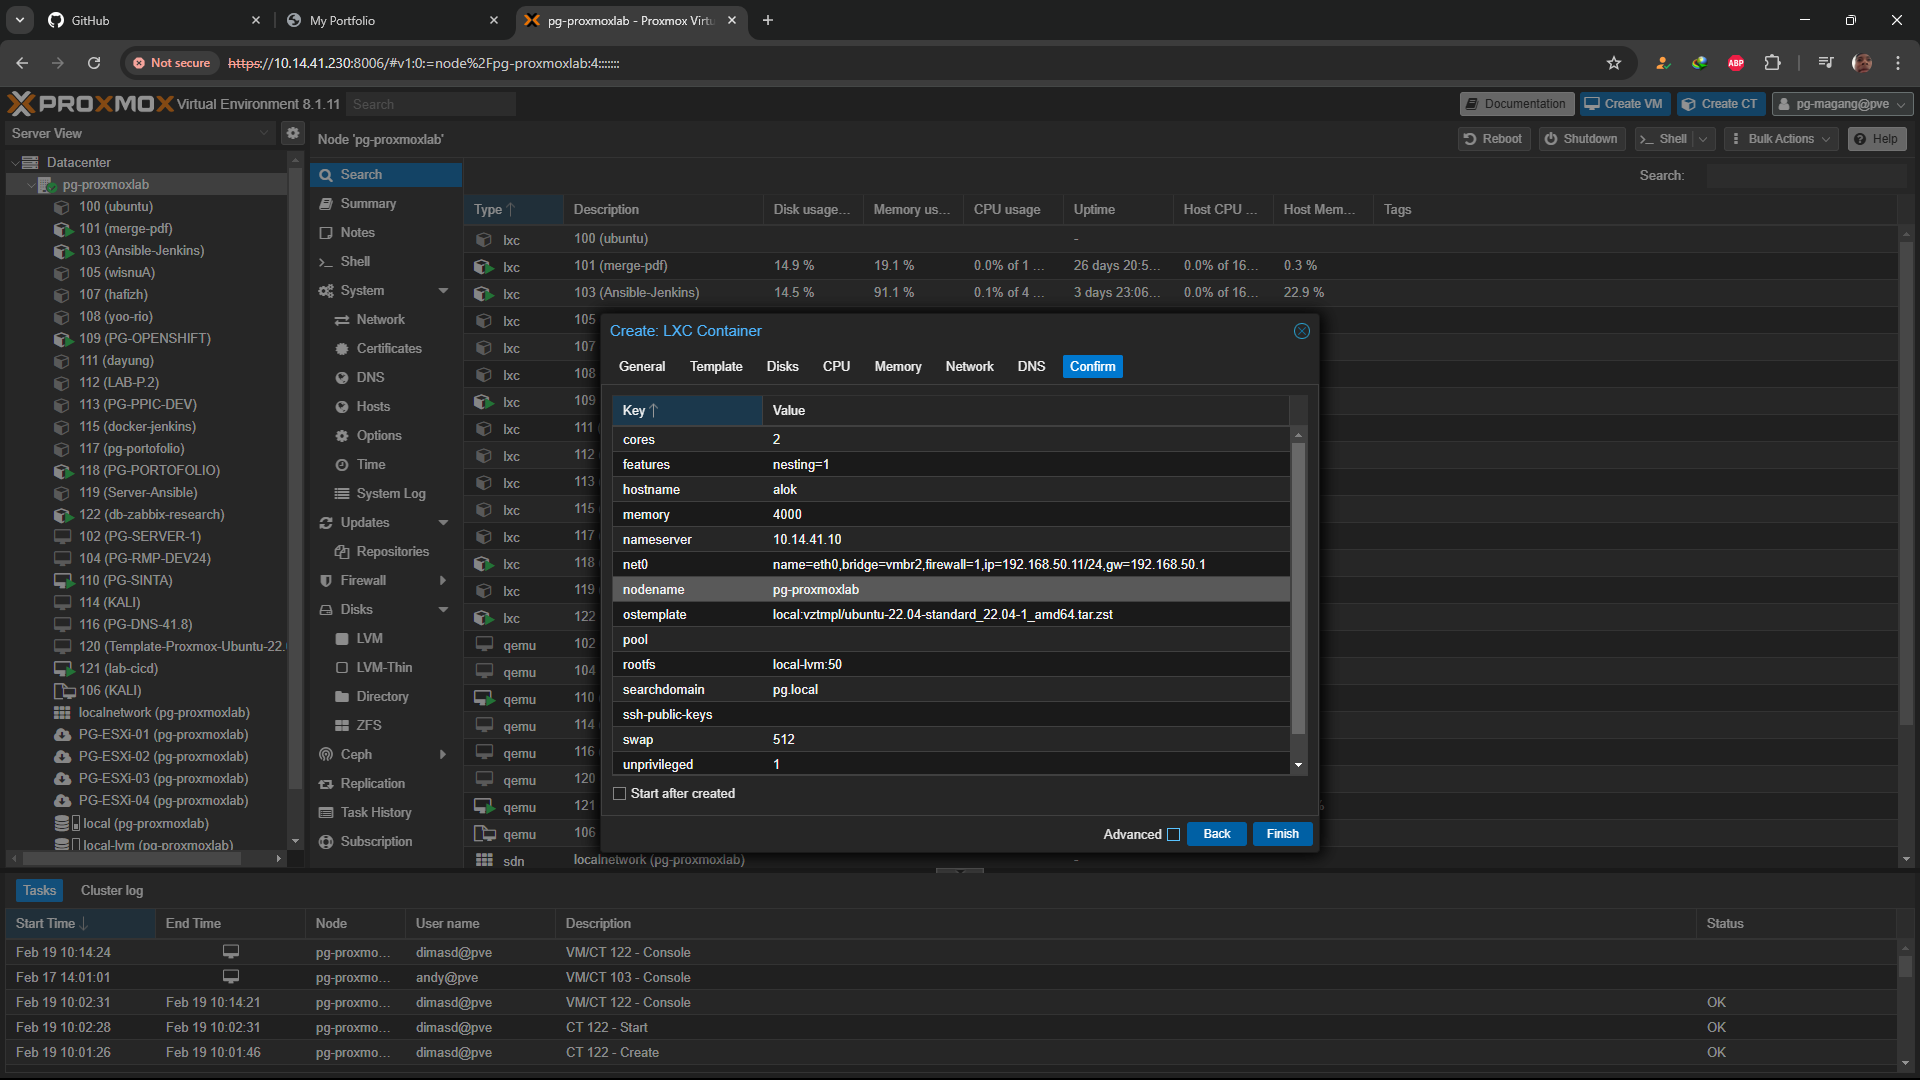 GitHub
My Portfolio
pg-proxmoxlab - Proxmox Virtu
Not secure
https://10.14.41.230:8006/#v1:0:=node%2Fpg-proxmoxlab:4:::::::
ABP
PROXMOX Virtual Environment 8.1.11 Search
Documentation
Create VM
Create CT
pg-magang@pve
Server View
Node 'pg-proxmoxlab'
Reboot
Shutdown
Shell
Bulk Actions
Help
Datacenter
pg-proxmoxlab
100 (ubuntu)
101 (merge-pdf)
103 (Ansible-Jenkins)
105 (wisnuA)
107 (hafizh)
108 (yoo-rio)
109 (PG-OPENSHIFT)
111 (dayung)
112 (LAB-P.2)
113 (PG-PPIC-DEV)
115 (docker-jenkins)
117 (pg-portofolio)
118 (PG-PORTOFOLIO)
119 (Server-Ansible)
122 (db-zabbix-research)
102 (PG-SERVER-1)
104 (PG-RMP-DEV24)
110 (PG-SINTA)
114 (KALI)
116 (PG-DNS-41.8)
120 (Template-Proxmox-Ubuntu-22.
121 (lab-cicd)
106 (KALI)
localnetwork (pg-proxmoxlab)
PG-ESXi-01 (pg-proxmoxlab)
PG-ESXi-02 (pg-proxmoxlab)
PG-ESXi-03 (pg-proxmoxlab)
PG-ESXi-04 (pg-proxmoxlab)
local (pg-proxmoxlab)
local-lvm (pg-proxmoxlab)
Search
Summary
Notes
Shell
System
Network
Certificates
DNS
Hosts
Options
Time
System Log
Updates
Repositories
Firewall
Disks
LVM
LVM-Thin
Directory
ZFS
Ceph
Replication
Task History
Subscription
Search:
Type Description Disk usage... Memory us... CPU usage Uptime Host CPU ... Host Mem... Tags
lxc 100 (ubuntu) -
lxc 101 (merge-pdf) 14.9 % 19.1 % 0.0% of 1 ... 26 days 20:5... 0.0% of 16... 0.3 %
lxc 103 (Ansible-Jenkins) 14.5 % 91.1 % 0.1% of 4 ... 3 days 23:06... 0.0% of 16... 22.9 %
lxc 105
lxc 107
lxc 108
lxc 109
lxc 111
lxc 112
lxc 113
lxc 115
lxc 117
lxc 118
lxc 119
lxc 122
qemu 102
qemu 104
qemu 110
qemu 114
qemu 116
qemu 120
qemu 121 %
qemu 106
sdn localnetwork (pg-proxmoxlab) -
Create: LXC Container
General Template Disks CPU Memory Network DNS Confirm
Key Value
cores 2
features nesting=1
hostname alok
memory 4000
nameserver 10.14.41.10
net0 name=eth0,bridge=vmbr2,firewall=1,ip=192.168.50.11/24,gw=192.168.50.1
nodename pg-proxmoxlab
ostemplate local:vztmpl/ubuntu-22.04-standard_22.04-1_amd64.tar.zst
pool
rootfs local-lvm:50
searchdomain pg.local
ssh-public-keys
swap 512
unprivileged 1
Start after created
Advanced Back Finish
Tasks Cluster log
Start Time End Time Node User name Description Status
Feb 19 10:14:24 pg-proxmo... dimasd@pve VM/CT 122 - Console
Feb 17 14:01:01 pg-proxmo... andy@pve VM/CT 103 - Console
Feb 19 10:02:31 Feb 19 10:14:21 pg-proxmo... dimasd@pve VM/CT 122 - Console OK
Feb 19 10:02:28 Feb 19 10:02:31 pg-proxmo... dimasd@pve CT 122 - Start OK
Feb 19 10:01:26 Feb 19 10:01:46 pg-proxmo... dimasd@pve CT 122 - Create OK